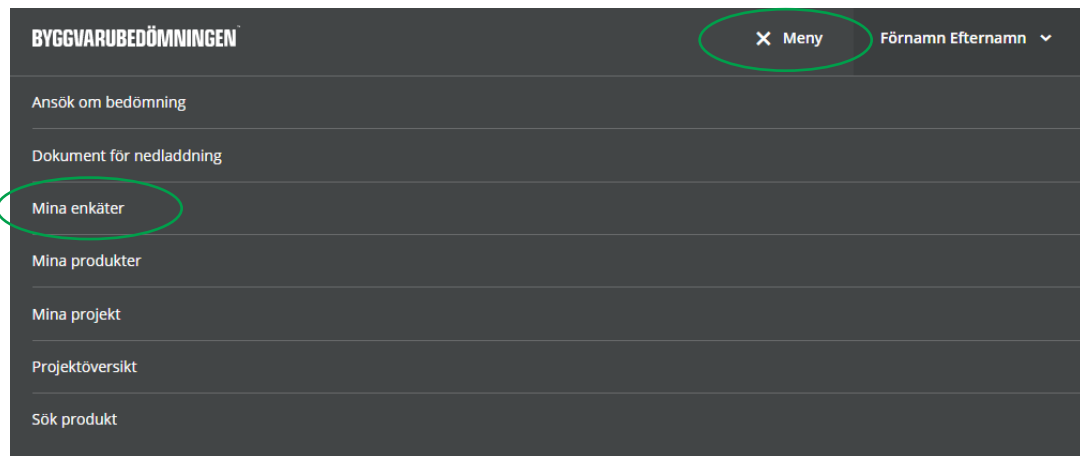 BYGGVARUBEDÖMNINGEN
Meny
Förnamn Efternamn
Ansök om bedömning
Dokument för nedladdning
Mina enkäter
Mina produkter
Mina projekt
Projektöversikt
Sök produkt